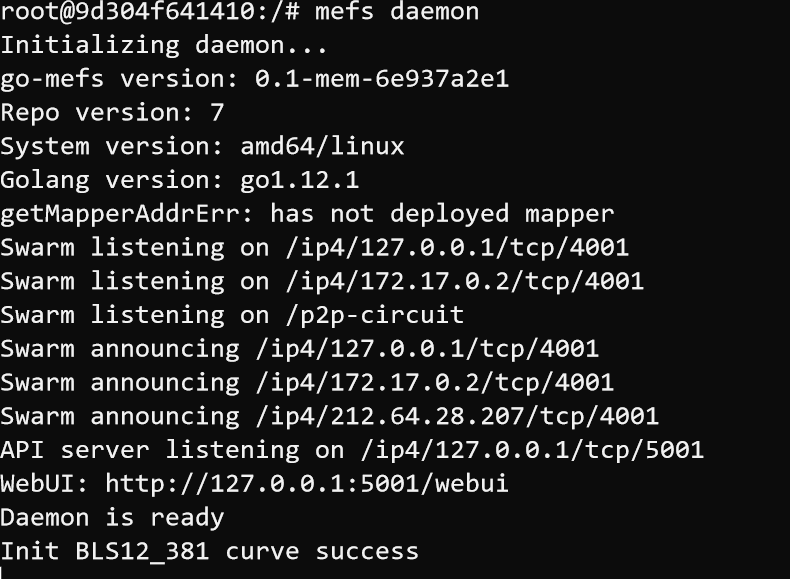 root@9d304f641410:/# mefs daemon
Initializing daemon...
go-mefs version: 0.1-mem-6e937a2e1
Repo version: 7
System version: amd64/linux
Golang version: go1.12.1
getMapperAddrErr: has not deployed mapper
Swarm listening on /ip4/127.0.0.1/tcp/4001
Swarm listening on /ip4/172.17.0.2/tcp/4001
Swarm listening on /p2p-circuit
Swarm announcing /ip4/127.0.0.1/tcp/4001
Swarm announcing /ip4/172.17.0.2/tcp/4001
Swarm announcing /ip4/212.64.28.207/tcp/4001
API server listening on /ip4/127.0.0.1/tcp/5001
WebUI: http://127.0.0.1:5001/webui
Daemon is ready
Init BLS12_381 curve success